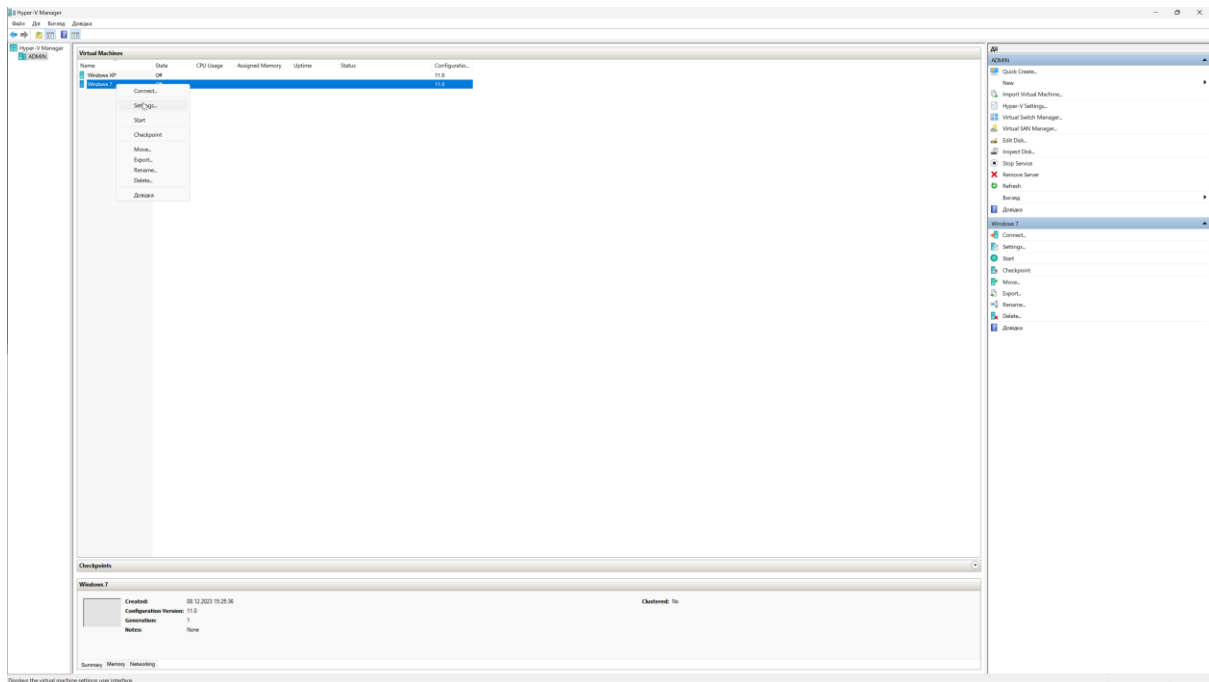 Hyper-V Manager
Файл Дія Вигляд Довідка
Hyper-V Manager
ADMIN
Virtual Machines
Name State CPU Usage Assigned Memory Uptime Status Configuratio...
Windows XP Off 11.0
Windows 7 Off 11.0
Connect...
Settings...
Start
Checkpoint
Move...
Export...
Rename...
Delete...
Довідка
Checkpoints
Windows 7
Created: 08.12.2023 19:25:36
Configuration Version: 11.0
Generation: 1
Notes: None
Clustered: No
Summary Memory Networking
Displays the virtual machine settings user interface.
Дії
ADMIN
Quick Create...
New
Import Virtual Machine...
Hyper-V Settings...
Virtual Switch Manager...
Virtual SAN Manager...
Edit Disk...
Inspect Disk...
Stop Service
Remove Server
Refresh
Вигляд
Довідка
Windows 7
Connect...
Settings...
Start
Checkpoint
Move...
Export...
Rename...
Delete...
Довідка